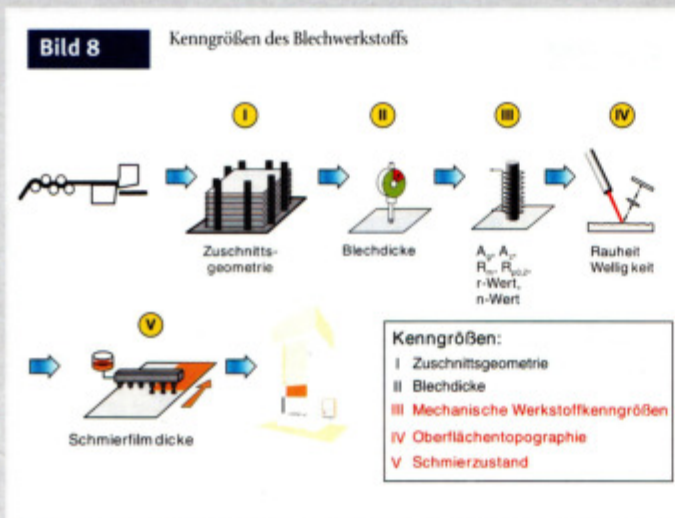 Bild 8
Kenngrößen des Blechwerkstoffs
I
II
III
IV
Zuschnitts-
geometrie
Blechdicke
r-Wert,
n-Wert
Rauheit
Wellig keit
V
Schmierfilm dicke
Kenngrößen:
I Zuschnittsgeometrie
II Blechdicke
III Mechanische Werkstoffkenngrößen
IV Oberflächentopographie
V Schmierzustand